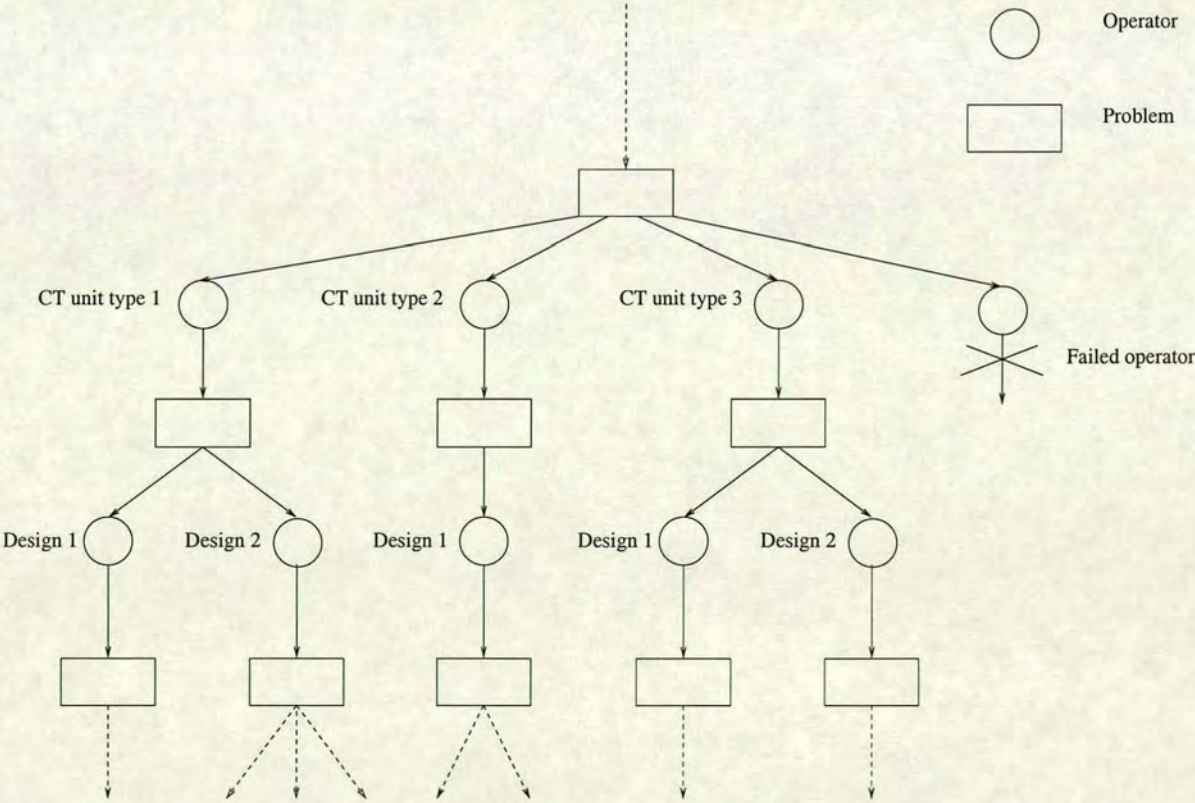 Operator
Problem
CT unit type 1
CT unit type 2
CT unit type 3
Failed operator
Design 1
Design 2
Design 1
Design 1
Design 2